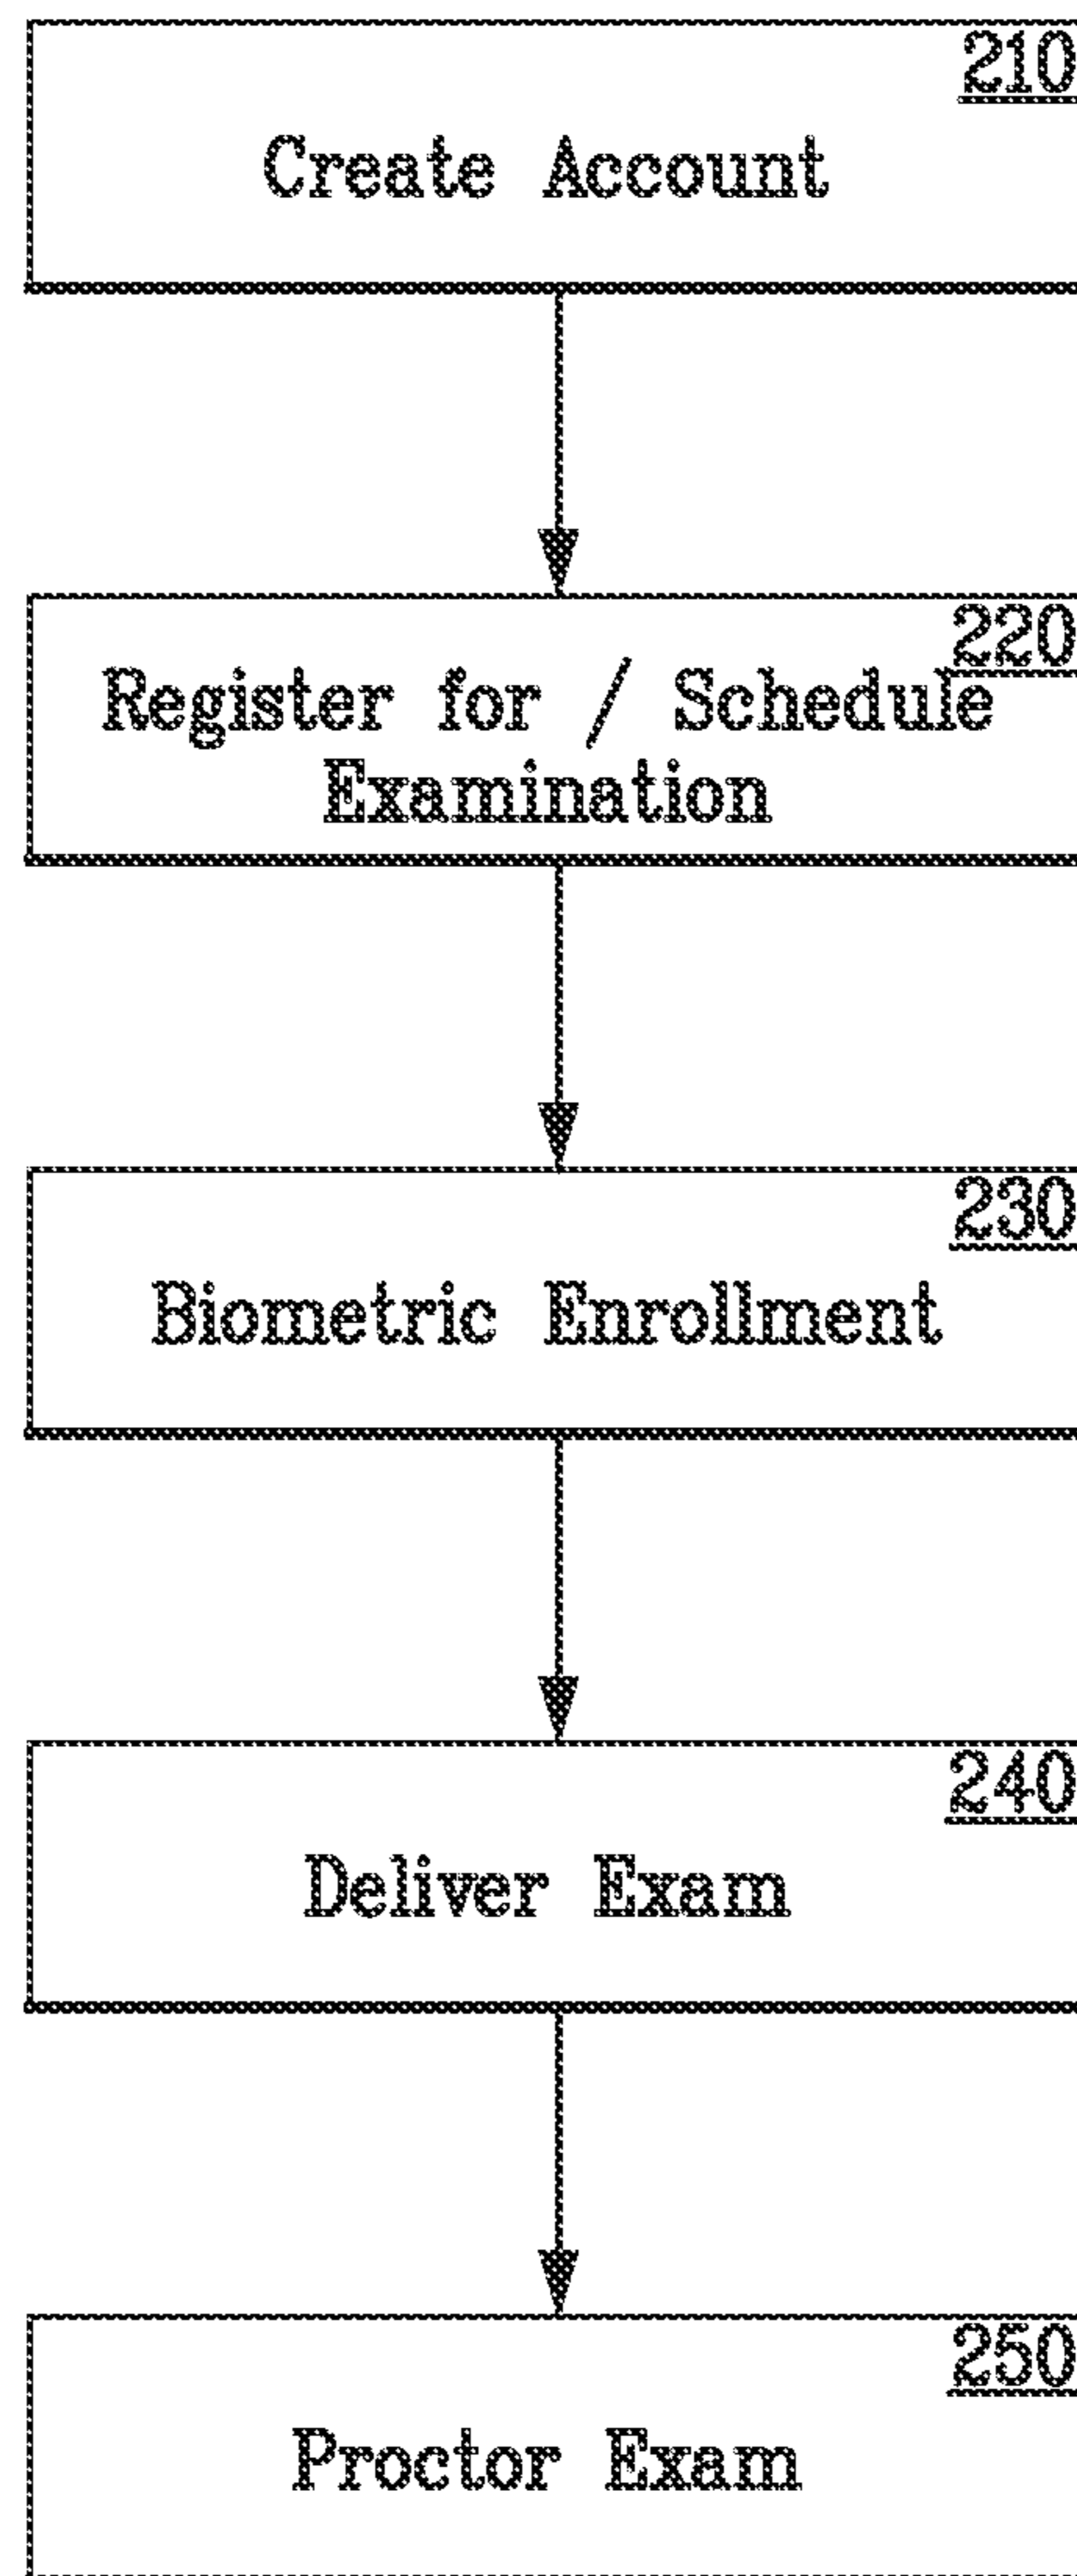 210
Create Account
220
Register for / Schedule
Examination
230
Biometric Enrollment
240
Deliver Exam
250
Proctor Exam